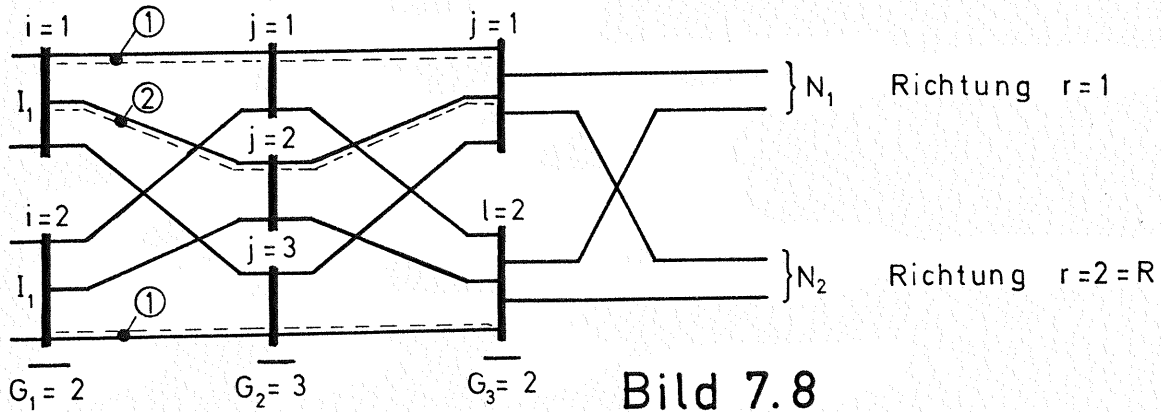 ①
i=1
j=1
j=1
②
I₁
N₁
Richtung r=1
j=2
i=2
l=2
j=3
I₁
N₂
Richtung r=2=R
①
G₁=2
G₂=3
G₃=2
Bild 7.8